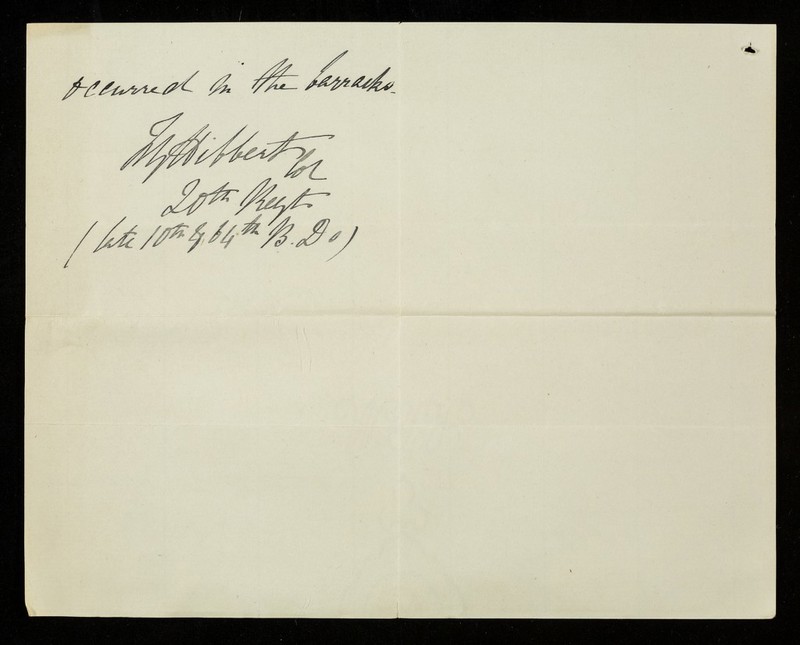 occurred in the barracks.
Hibbert Col
20th Regt
(late 10th & 64th B. Do)